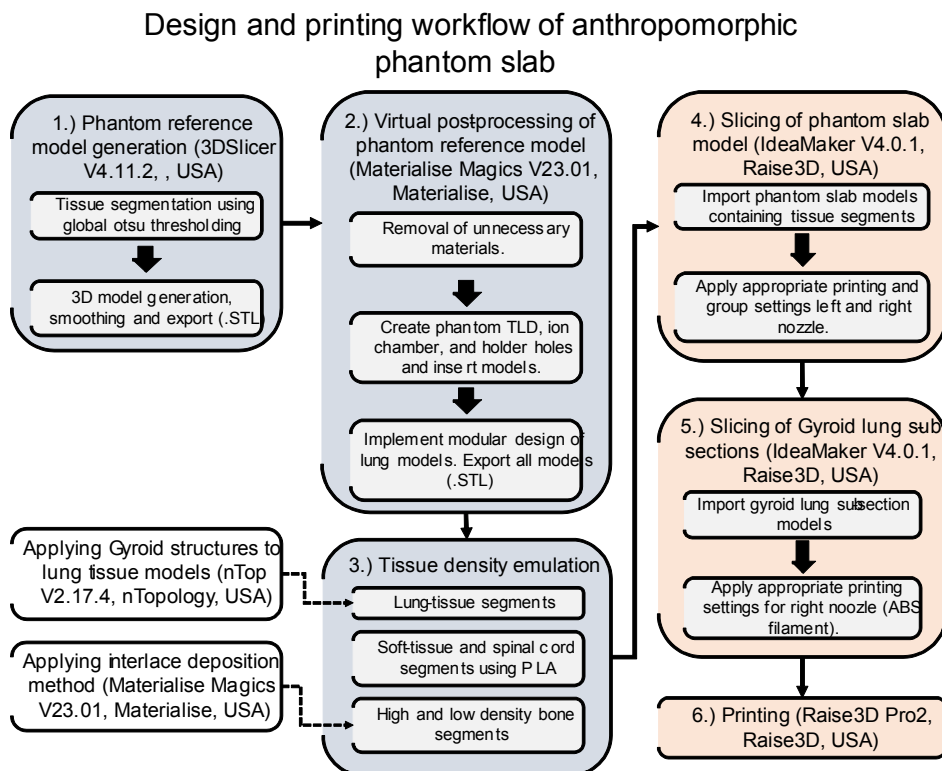 Design and printing workflow of anthropomorphic
phantom slab
1.) Phantom reference
model generation (3DSlicer
V4.11.2, , USA)
Tissue segmentation using
global otsu thresholding
3D model generation,
smoothing and export (.STL)
2.) Virtual post-processing of
phantom reference model
(Materialise Magics V23.01,
Materialise, USA)
Removal of unnecessary
materials.
Create phantom TLD, ion
chamber, and holder holes
and insert models.
Implement modular design of
lung models. Export all models
(.STL)
Applying Gyroid structures to
lung tissue models (nTop
V2.17.4, nTopology, USA)
Applying interlace deposition
method (Materialise Magics
V23.01, Materialise, USA)
3.) Tissue density emulation
Lung-tissue segments
Soft-tissue and spinal cord
segments using PLA
High and low density bone
segments
4.) Slicing of phantom slab
model (IdeaMaker V4.0.1,
Raise3D, USA)
Import phantom slab models
containing tissue segments
Apply appropriate printing and
group settings left and right
nozzle.
5.) Slicing of Gyroid lung sub-
sections (IdeaMaker V4.0.1,
Raise3D, USA)
Import gyroid lung sub-section
models
Apply appropriate printing
settings for right noozle (ABS
filament).
6.) Printing (Raise3D Pro2,
Raise3D, USA)